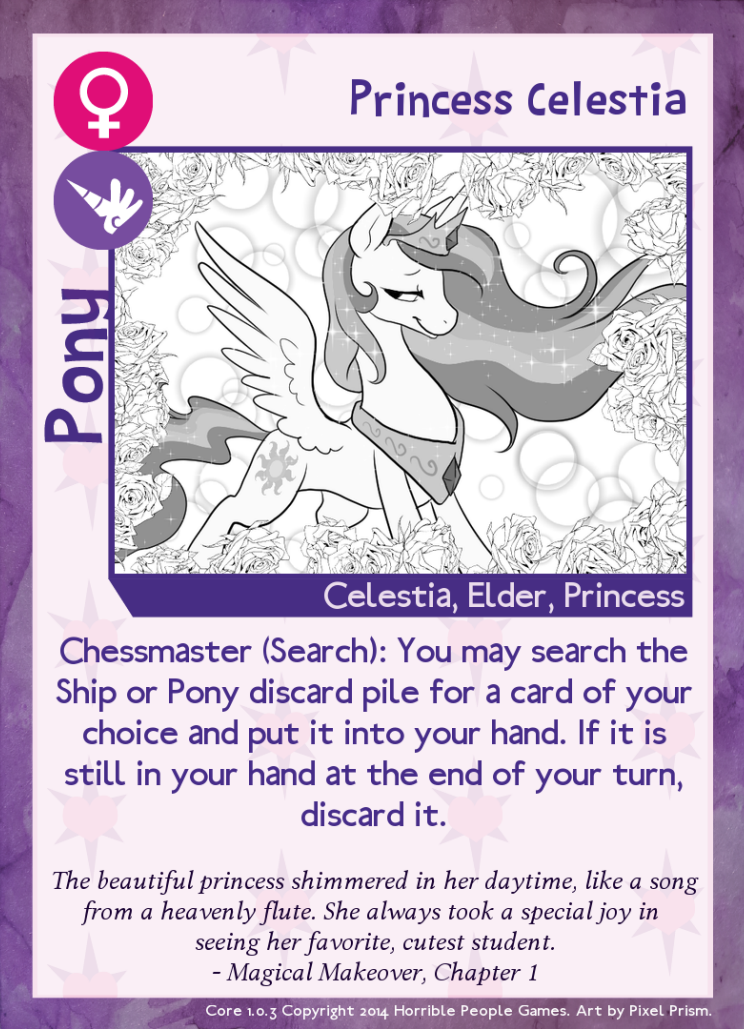 Princess Celestia
Pony
Celestia, Elder, Princess
Chessmaster (Search): You may search the
Ship or Pony discard pile for a card of your
choice and put it into your hand. If it is
still in your hand at the end of your turn,
discard it.
The beautiful princess shimmered in her daytime, like a song
from a heavenly flute. She always took a special joy in
seeing her favorite, cutest student.
- Magical Makeover, Chapter 1
Core 1.0.3 Copyright 2014 Horrible People Games. Art by Pixel Prism.